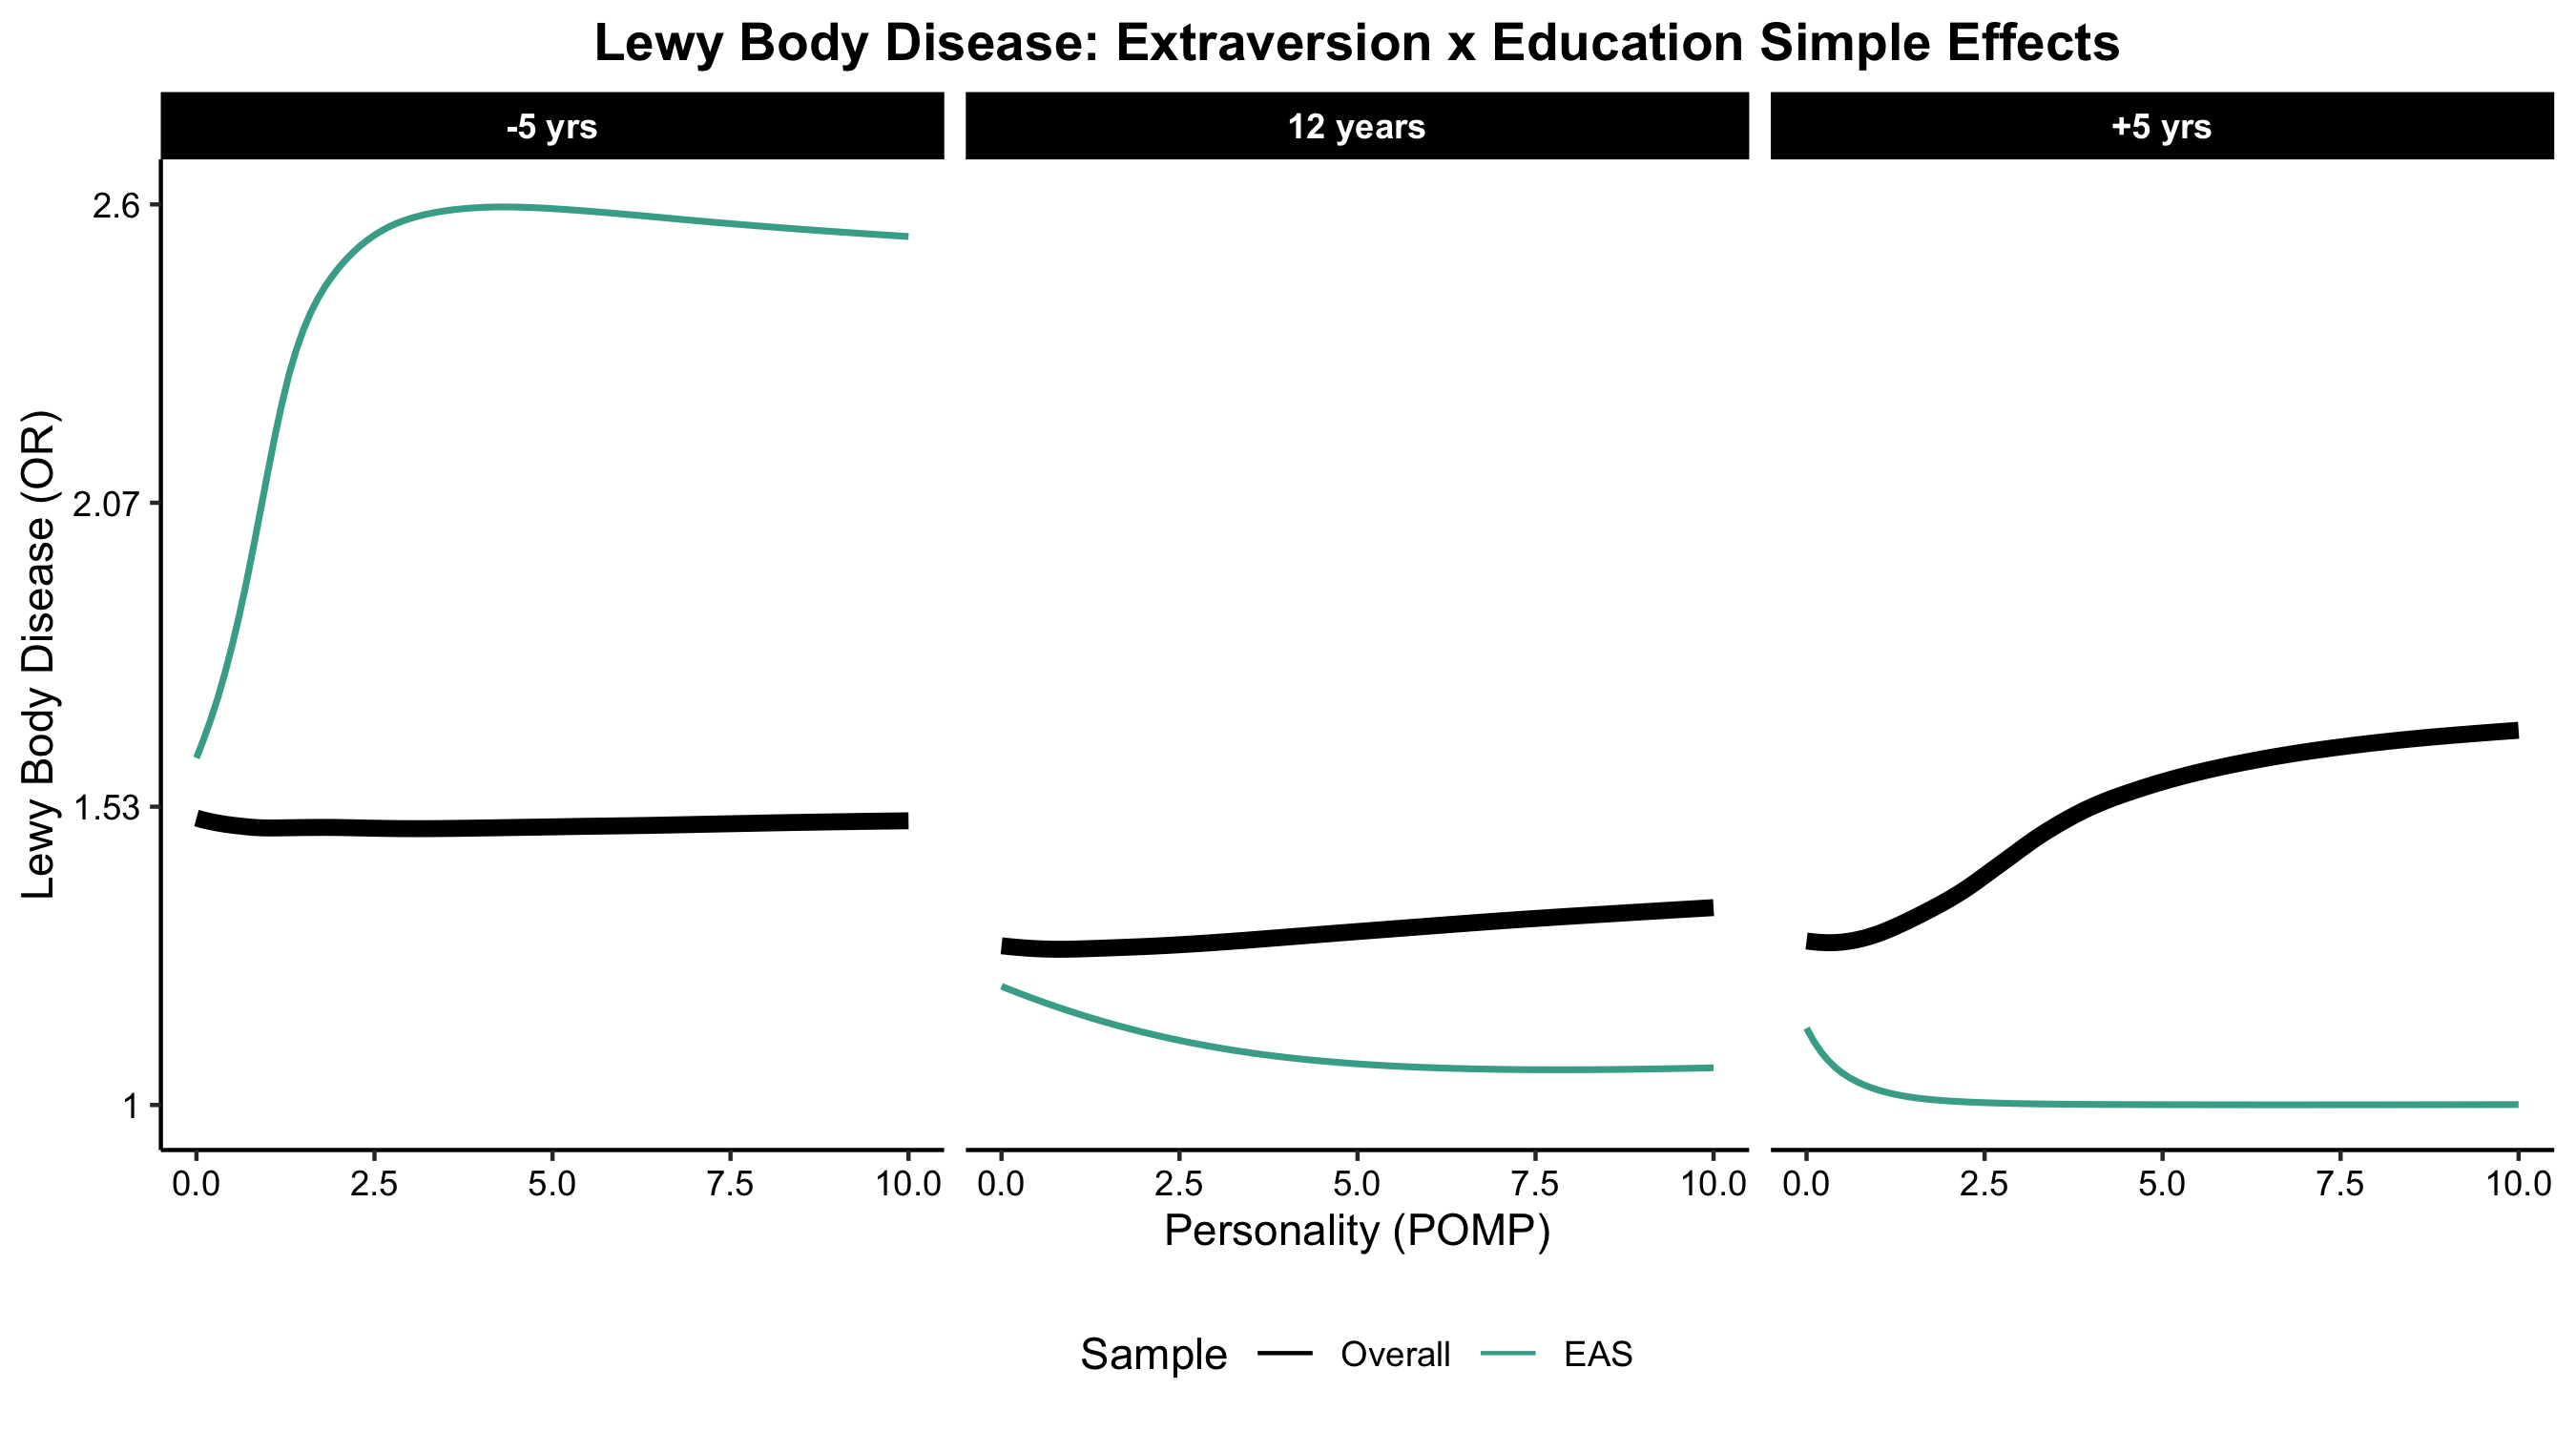 Lewy Body Disease: Extraversion x Education Simple Effects
-5 yrs
12 years
+5 yrs
Lewy Body Disease (OR)
2.6
2.07
1.53
1
0.0 2.5 5.0 7.5 10.0
0.0 2.5 5.0 7.5 10.0
0.0 2.5 5.0 7.5 10.0
Personality (POMP)
Sample Overall EAS